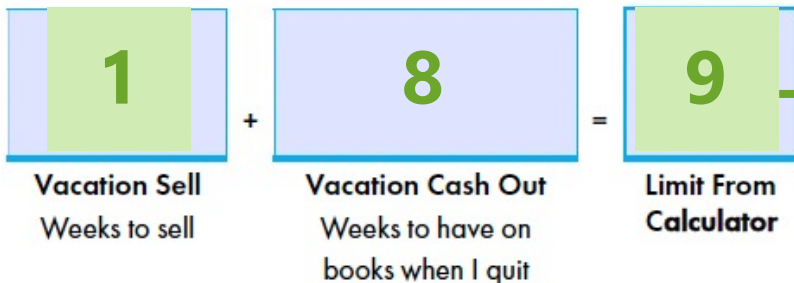 1 + 8 = 9
Vacation Sell
Weeks to sell
Vacation Cash Out
Weeks to have on
books when I quit
Limit From
Calculator